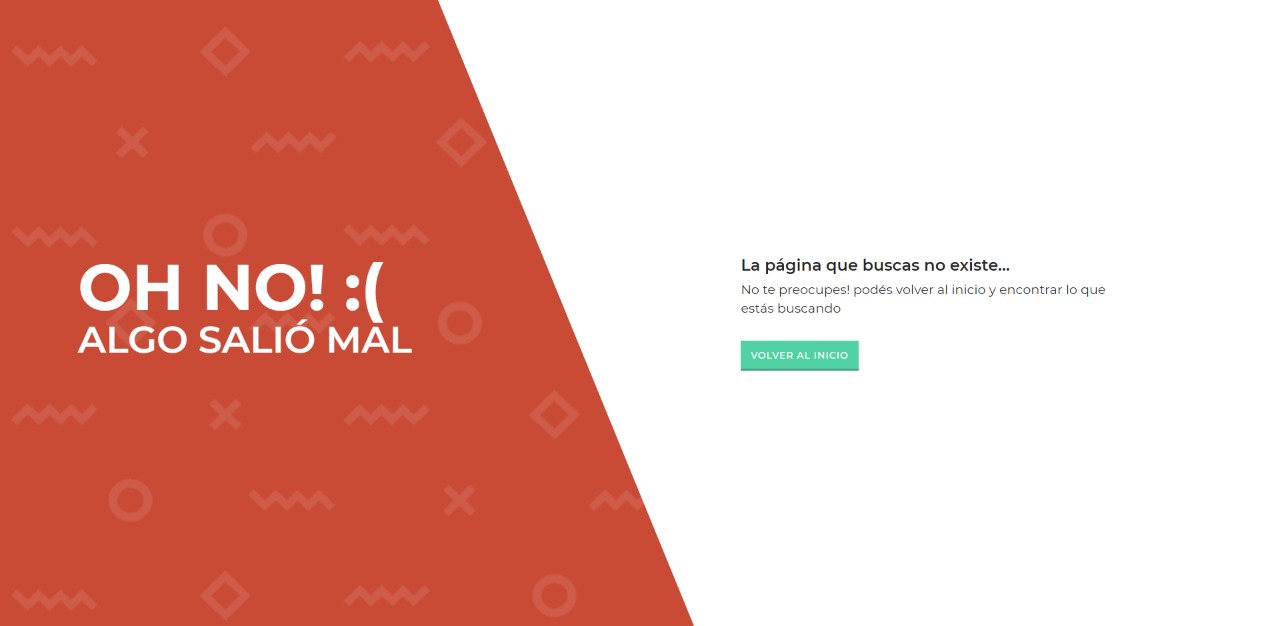 OH NO! :(
ALGO SALIÓ MAL
La página que buscas no existe...
No te preocupes! podés volver al inicio y encontrar lo que
estás buscando
VOLVER AL INICIO